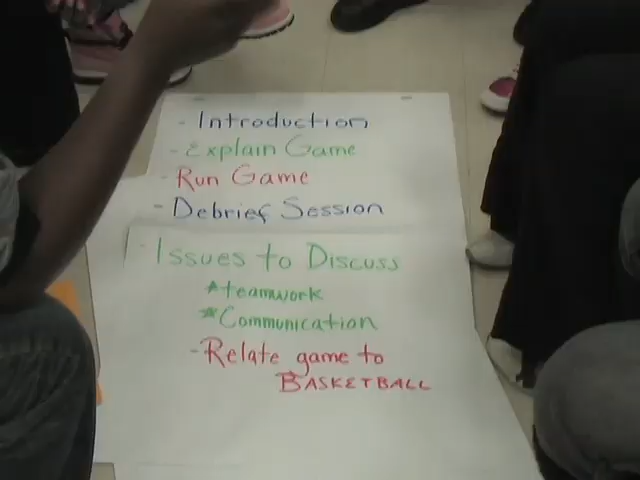 - Introduction
- Explain Game
- Run Game
- Debrief Session
- Issues to Discuss
*teamwork
*Communication
- Relate game to
BASKETBALL